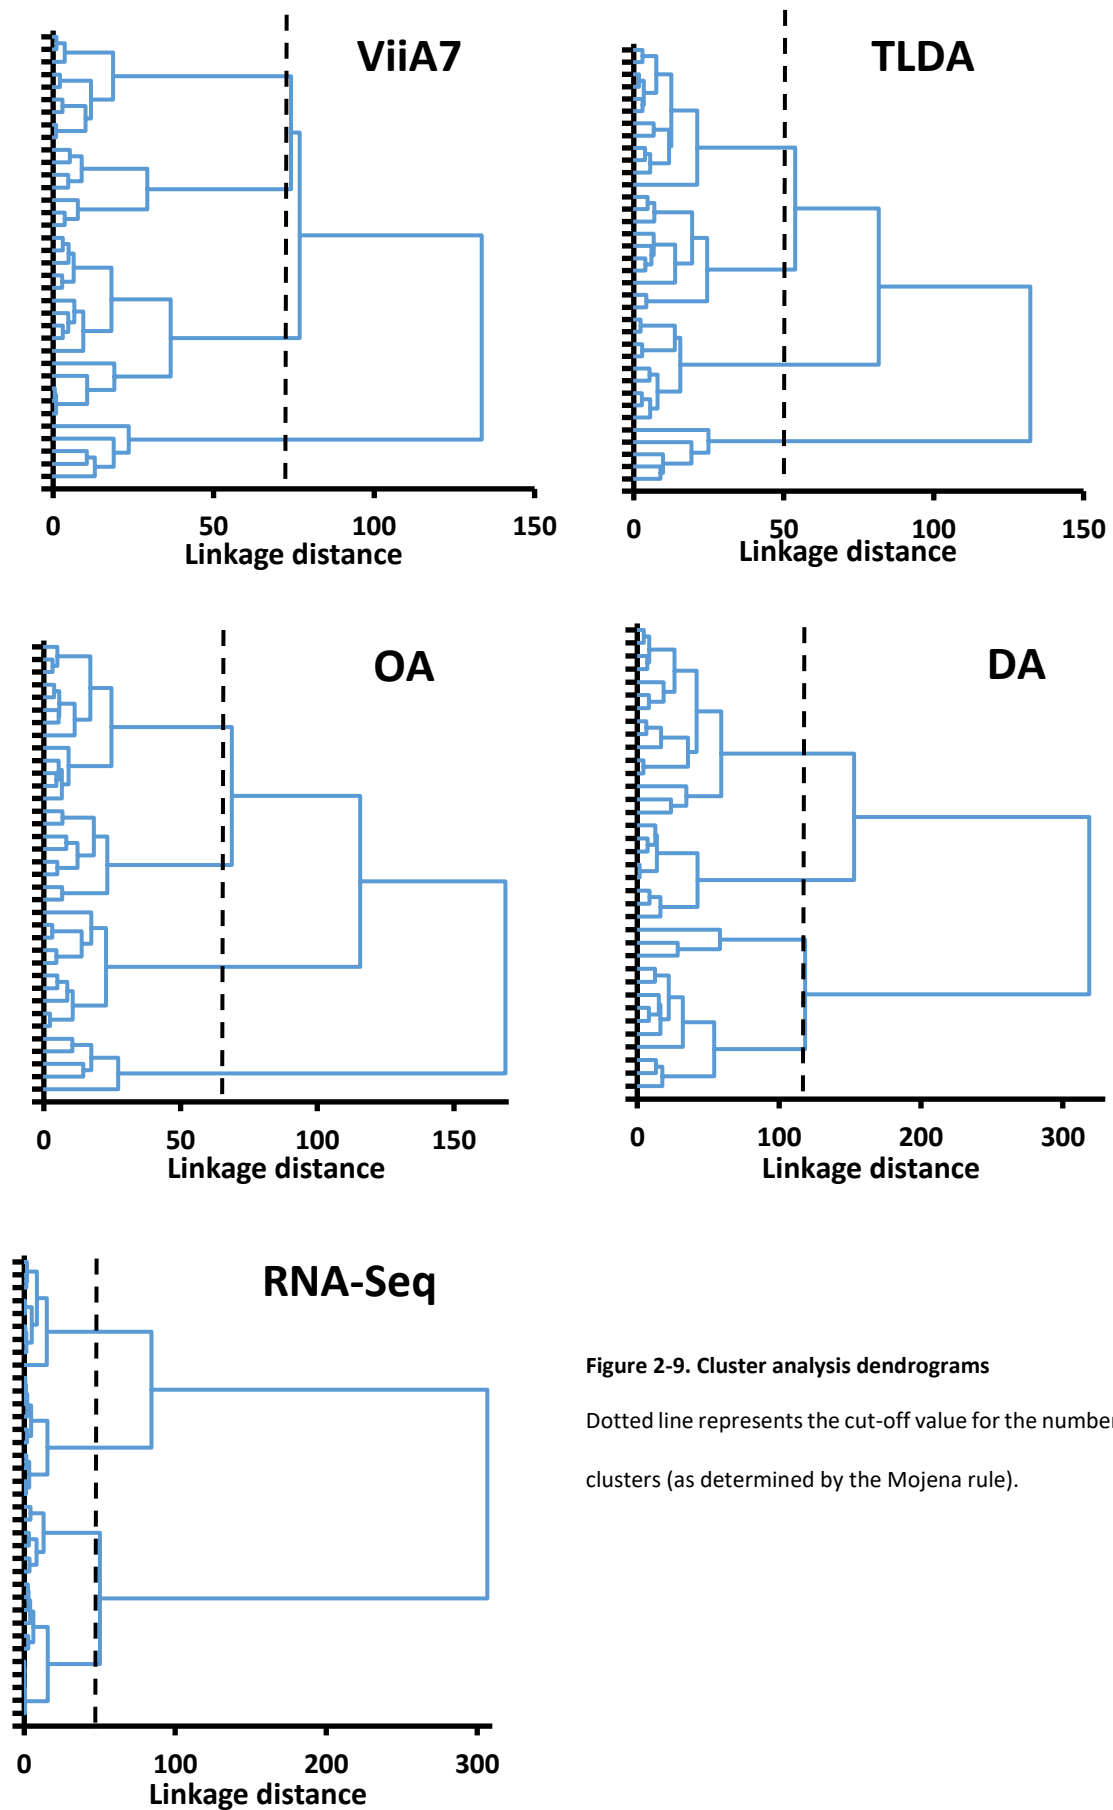 ViiA7
0 50 100 150
Linkage distance
TLDA
0 50 100 150
Linkage distance
OA
0 50 100 150
Linkage distance
DA
0 100 200 300
Linkage distance
RNA-Seq
0 100 200 300
Linkage distance
Figure 2-9. Cluster analysis dendrograms
Dotted line represents the cut-off value for the number
clusters (as determined by the Mojena rule).